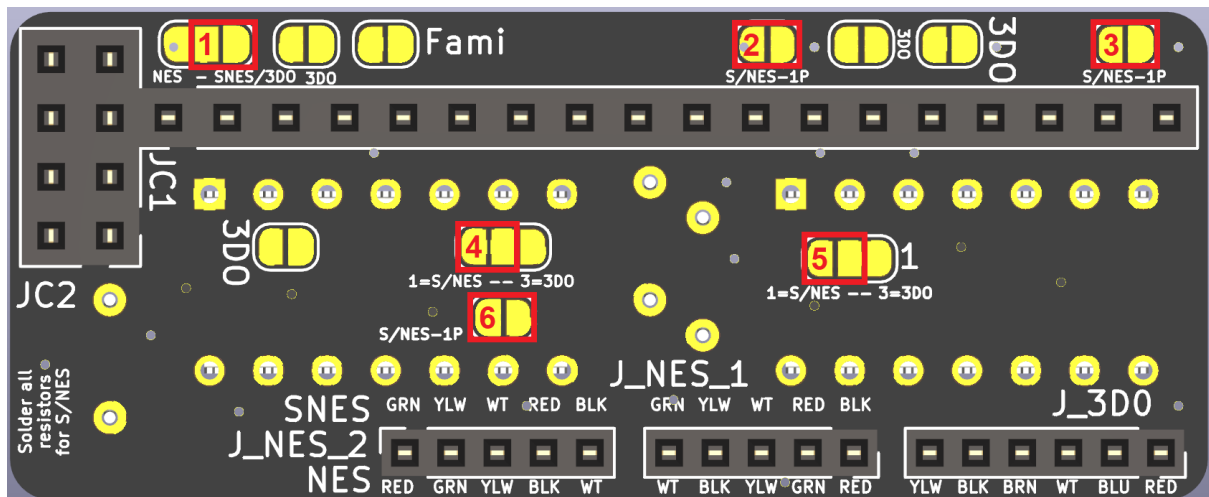 1
Fami
2
3DO
3DO
3
NES - SNES/3DO
3DO
S/NES-1P
S/NES-1P
JC1
3DO
4
5
1
1=S/NES -- 3=3DO
1=S/NES -- 3=3DO
JC2
6
S/NES-1P
Solder all
resistors
for S/NES
J_NES_1
SNES GRN YLW WT RED BLK
GRN YLW WT RED BLK
J_3DO
J_NES_2
NES RED GRN YLW BLK WT
WT BLK YLW GRN RED
YLW BLK BRN WT BLU RED